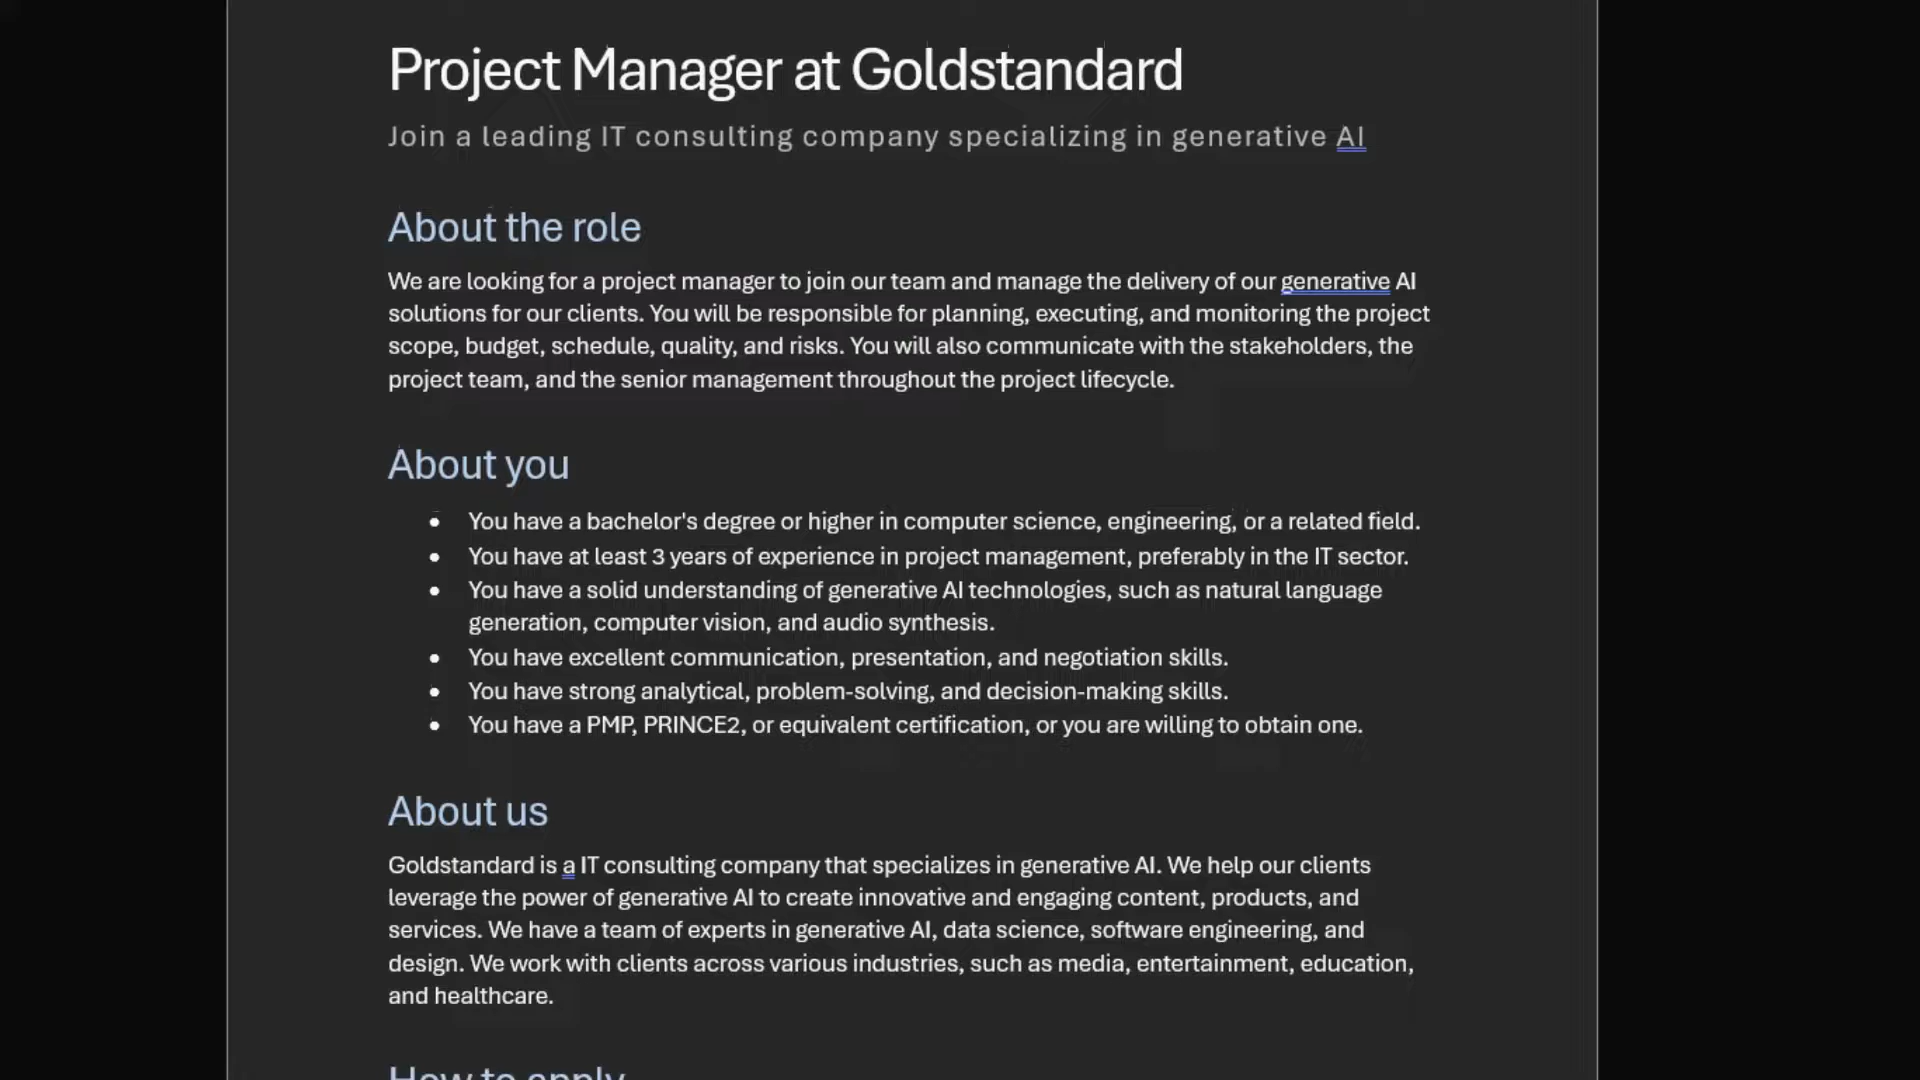 Project Manager at Goldstandard
Join a leading IT consulting company specializing in generative AI
About the role
We are looking for a project manager to join our team and manage the delivery of our generative AI
solutions for our clients. You will be responsible for planning, executing, and monitoring the project
scope, budget, schedule, quality, and risks. You will also communicate with the stakeholders, the
project team, and the senior management throughout the project lifecycle.
About you
• You have a bachelor's degree or higher in computer science, engineering, or a related field.
• You have at least 3 years of experience in project management, preferably in the IT sector.
• You have a solid understanding of generative AI technologies, such as natural language
generation, computer vision, and audio synthesis.
• You have excellent communication, presentation, and negotiation skills.
• You have strong analytical, problem-solving, and decision-making skills.
• You have a PMP, PRINCE2, or equivalent certification, or you are willing to obtain one.
About us
Goldstandard is a IT consulting company that specializes in generative AI. We help our clients
leverage the power of generative AI to create innovative and engaging content, products, and
services. We have a team of experts in generative AI, data science, software engineering, and
design. We work with clients across various industries, such as media, entertainment, education,
and healthcare.
How to apply